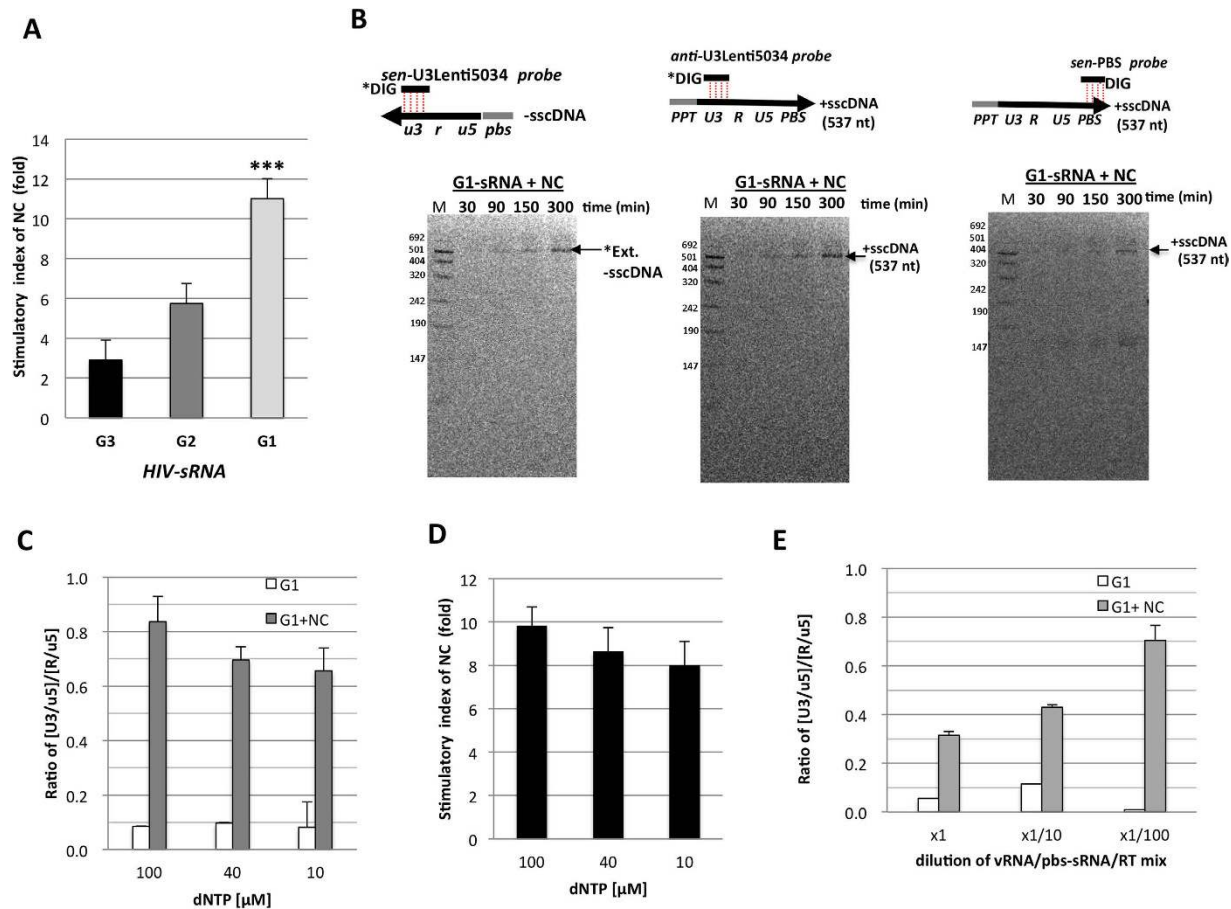 A
Stimulatory index of NC (fold)
14
12
10
8
6
4
2
0
***
G3 G2 G1
HIV-sRNA
B
sen-U3Lenti5034 probe
*DIG
-sscDNA
u3 r u5 pbs
anti-U3Lenti5034 probe
*DIG
+sscDNA
(537 nt)
PPT U3 R U5 PBS
sen-PBS probe
DIG
+sscDNA
(537 nt)
PPT U3 R U5 PBS
G1-sRNA + NC
M 30 90 150 300 time (min)
692
501
404
320
242
190
147
*Ext.
-sscDNA
G1-sRNA + NC
M 30 90 150 300 time (min)
692
501
404
320
242
190
147
+sscDNA
(537 nt)
G1-sRNA + NC
M 30 90 150 300 time (min)
692
501
404
320
242
190
147
+sscDNA
(537 nt)
C
Ratio of [U3/u5]/[R/u5]
1.0
0.8
0.6
0.4
0.2
0.0
G1
G1+NC
100 40 10
dNTP [µM]
D
Stimulatory index of NC (fold)
12
10
8
6
4
2
0
100 40 10
dNTP [µM]
E
Ratio of [U3/u5]/[R/u5]
1.0
0.8
0.6
0.4
0.2
0.0
G1
G1+ NC
x1 x1/10 x1/100
dilution of vRNA/pbs-sRNA/RT mix